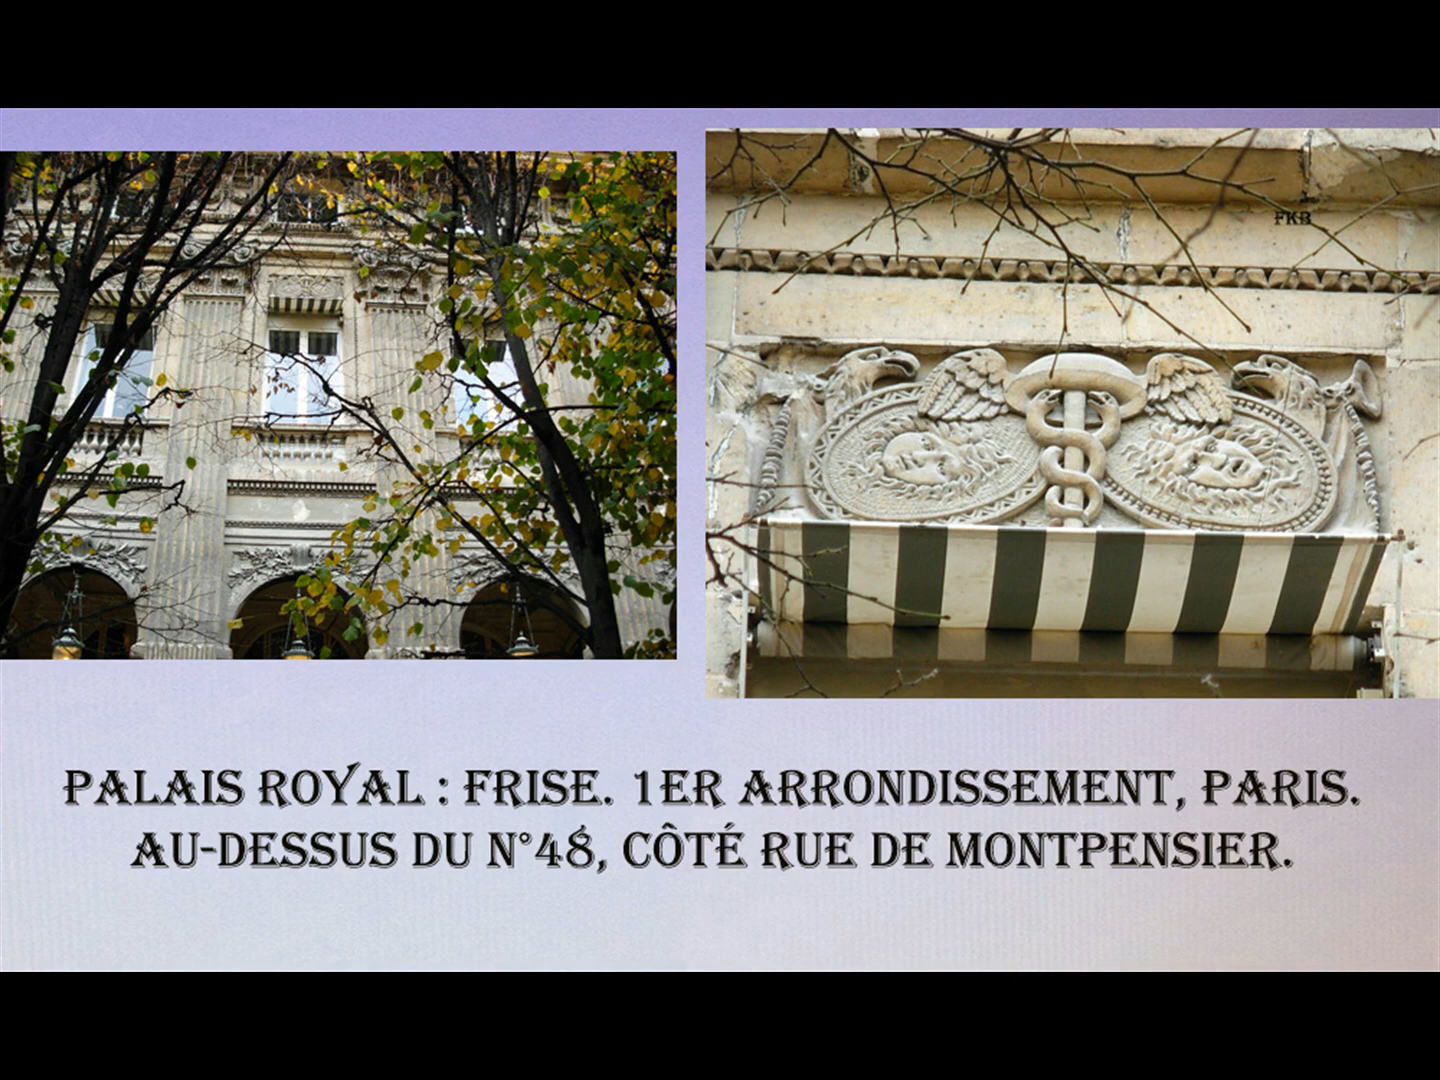 FKB
PALAIS ROYAL : FRISE. 1ER ARRONDISSEMENT, PARIS.
AU-DESSUS DU N°48, CÔTÉ RUE DE MONTPENSIER.